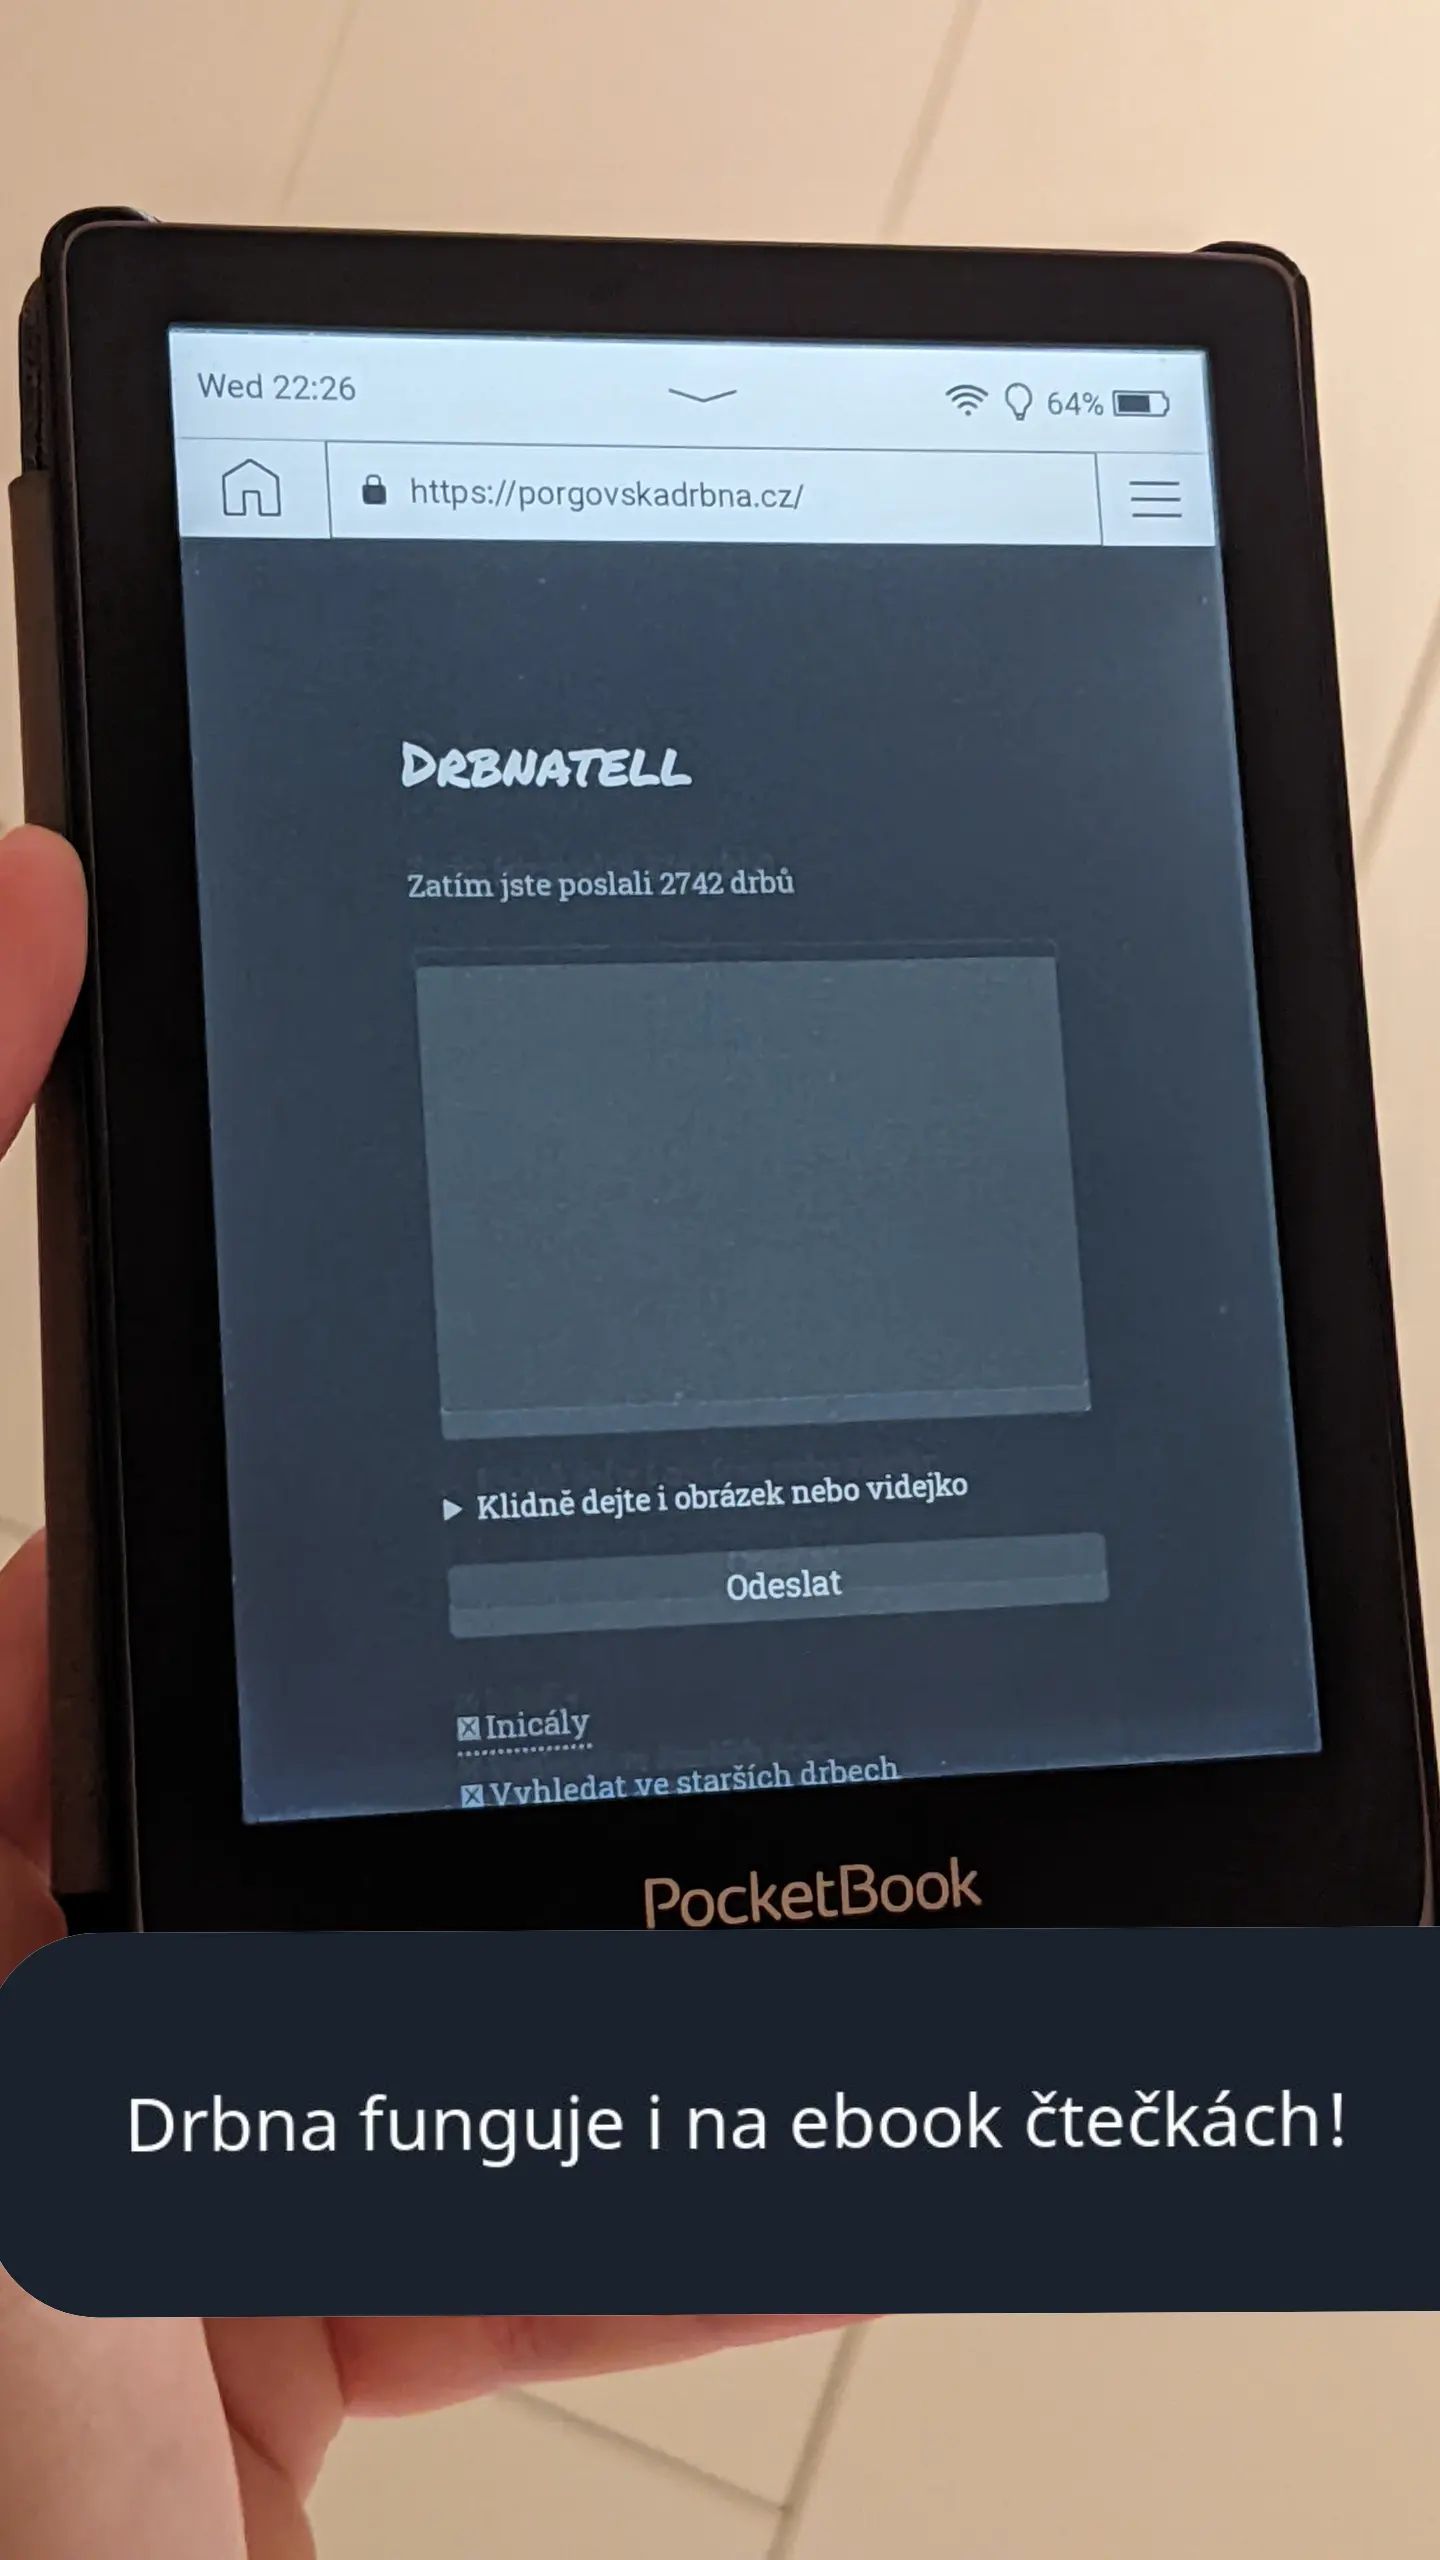 Wed 22:26
64%
https://porgovskadrbna.cz/
DRBNATELL
Zatím jste poslali 2742 drbů
Klidně dejte i obrázek nebo videjko
Odeslat
Inicály
Vyhledat ve starších drbech
PocketBook
Drbna funguje i na ebook čtečkách!